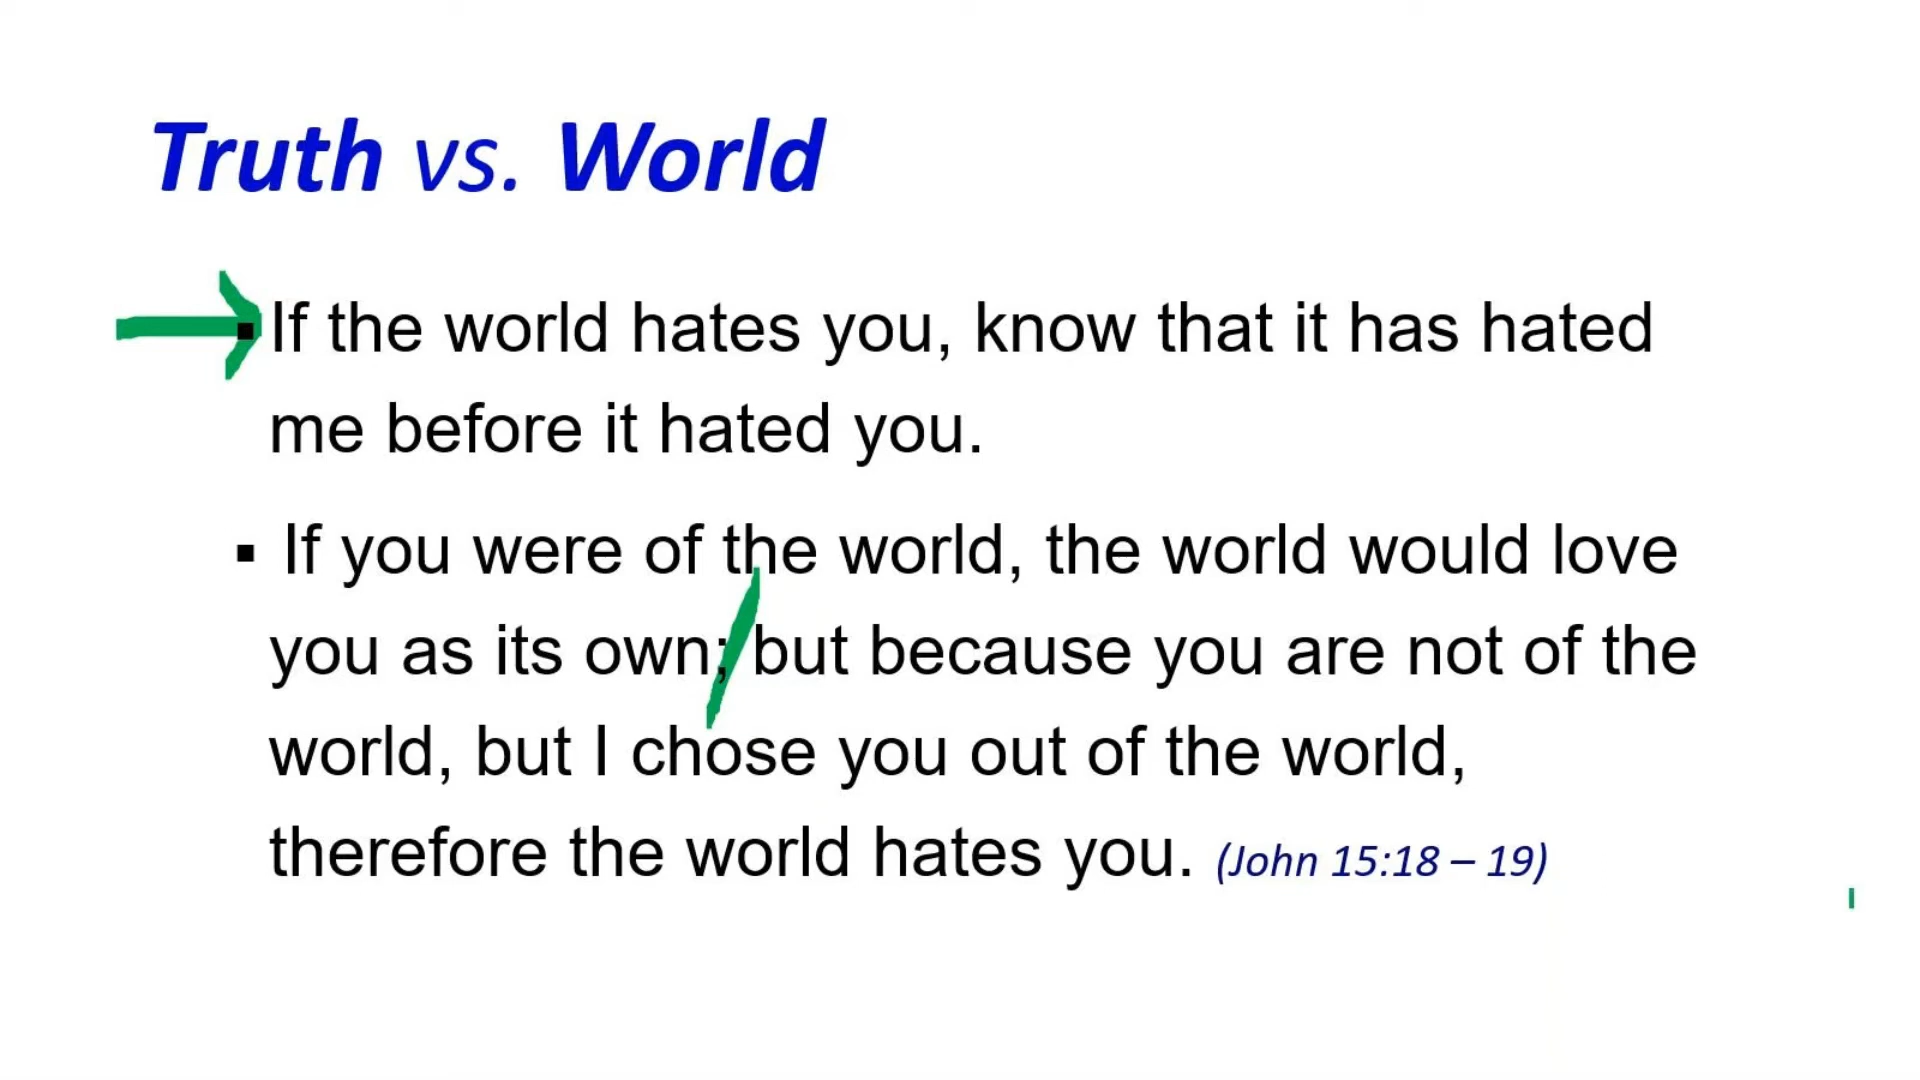 Truth vs. World
▪ If the world hates you, know that it has hated
me before it hated you.
▪ If you were of the world, the world would love
you as its own; but because you are not of the
world, but I chose you out of the world,
therefore the world hates you. (John 15:18 – 19)